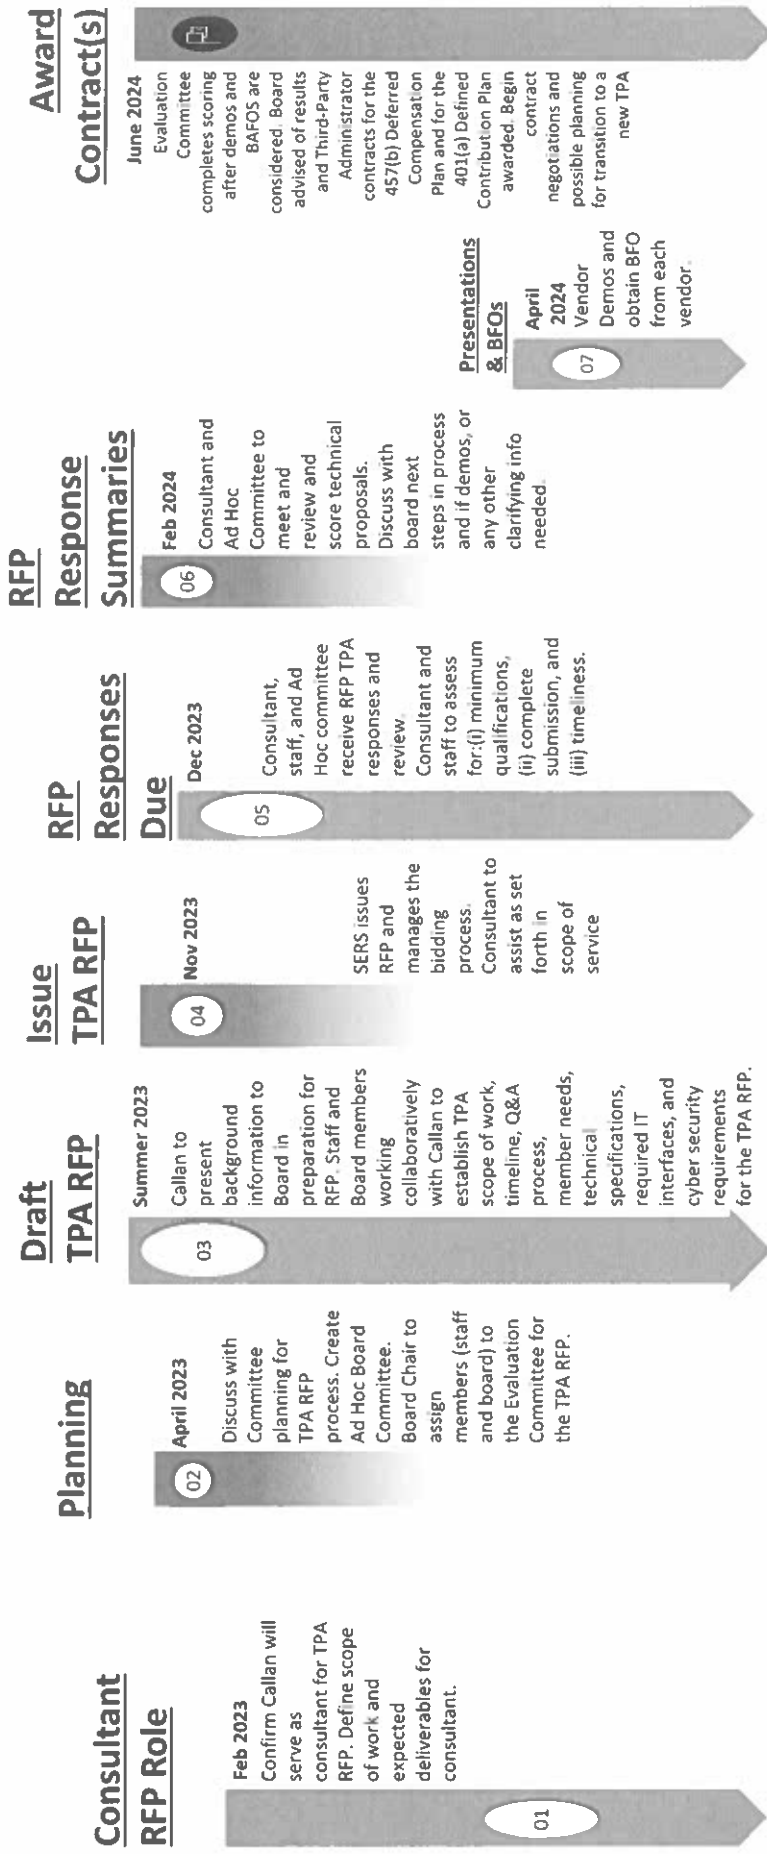 Consultant
RFP Role
Feb 2023
Confirm Callan will
serve as
consultant for TPA
RFP. Define scope
of work and
expected
deliverables for
consultant.
01
Planning
April 2023
Discuss with
Committee
planning for
TPA RFP
process. Create
Ad Hoc Board
Committee.
Board Chair to
assign
members (staff
and board) to
the Evaluation
Committee for
the TPA RFP.
02
Draft
TPA RFP
Summer 2023
Callan to
present
background
information to
Board in
preparation for
RFP. Staff and
Board members
working
collaboratively
with Callan to
establish TPA
scope of work,
timeline, Q&A
process,
member needs,
technical
specifications,
required IT
interfaces, and
cyber security
requirements
for the TPA RFP.
03
Issue
TPA RFP
Nov 2023
SERS issues
RFP and
manages the
bidding
process.
Consultant to
assist as set
forth in
scope of
service
04
RFP
Responses
Due
Dec 2023
Consultant,
staff, and Ad
Hoc committee
receive RFP TPA
responses and
review.
Consultant and
staff to assess
for:(i) minimum
qualifications,
(ii) complete
submission, and
(iii) timeliness.
05
RFP
Response
Summaries
Feb 2024
Consultant and
Ad Hoc
Committee to
meet and
review and
score technical
proposals.
Discuss with
board next
steps in process
and if demos, or
any other
clarifying info
needed.
06
Presentations
& BFOs
April
2024
Vendor
Demos and
obtain BFO
from each
vendor.
07
Award
Contract(s)
June 2024
Evaluation
Committee
completes scoring
after demos and
BAFOS are
considered. Board
advised of results
and Third-Party
Administrator
contracts for the
457(b) Deferred
Compensation
Plan and for the
401(a) Defined
Contribution Plan
awarded. Begin
contract
negotiations and
possible planning
for transition to a
new TPA